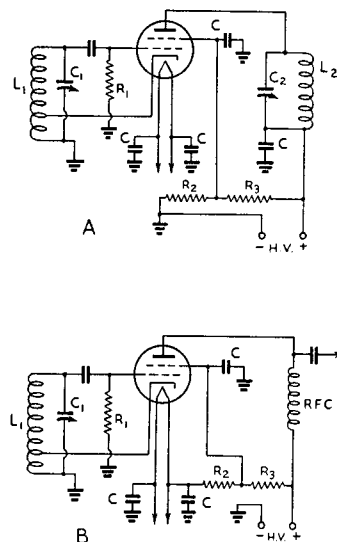 C
L₁
C₁
R₁
C₂
L₂
C
C
C
R₂
R₃
A
- H.V. +
C
L₁
C₁
R₁
RFC
C
C
R₂
R₃
- H.V. +
B